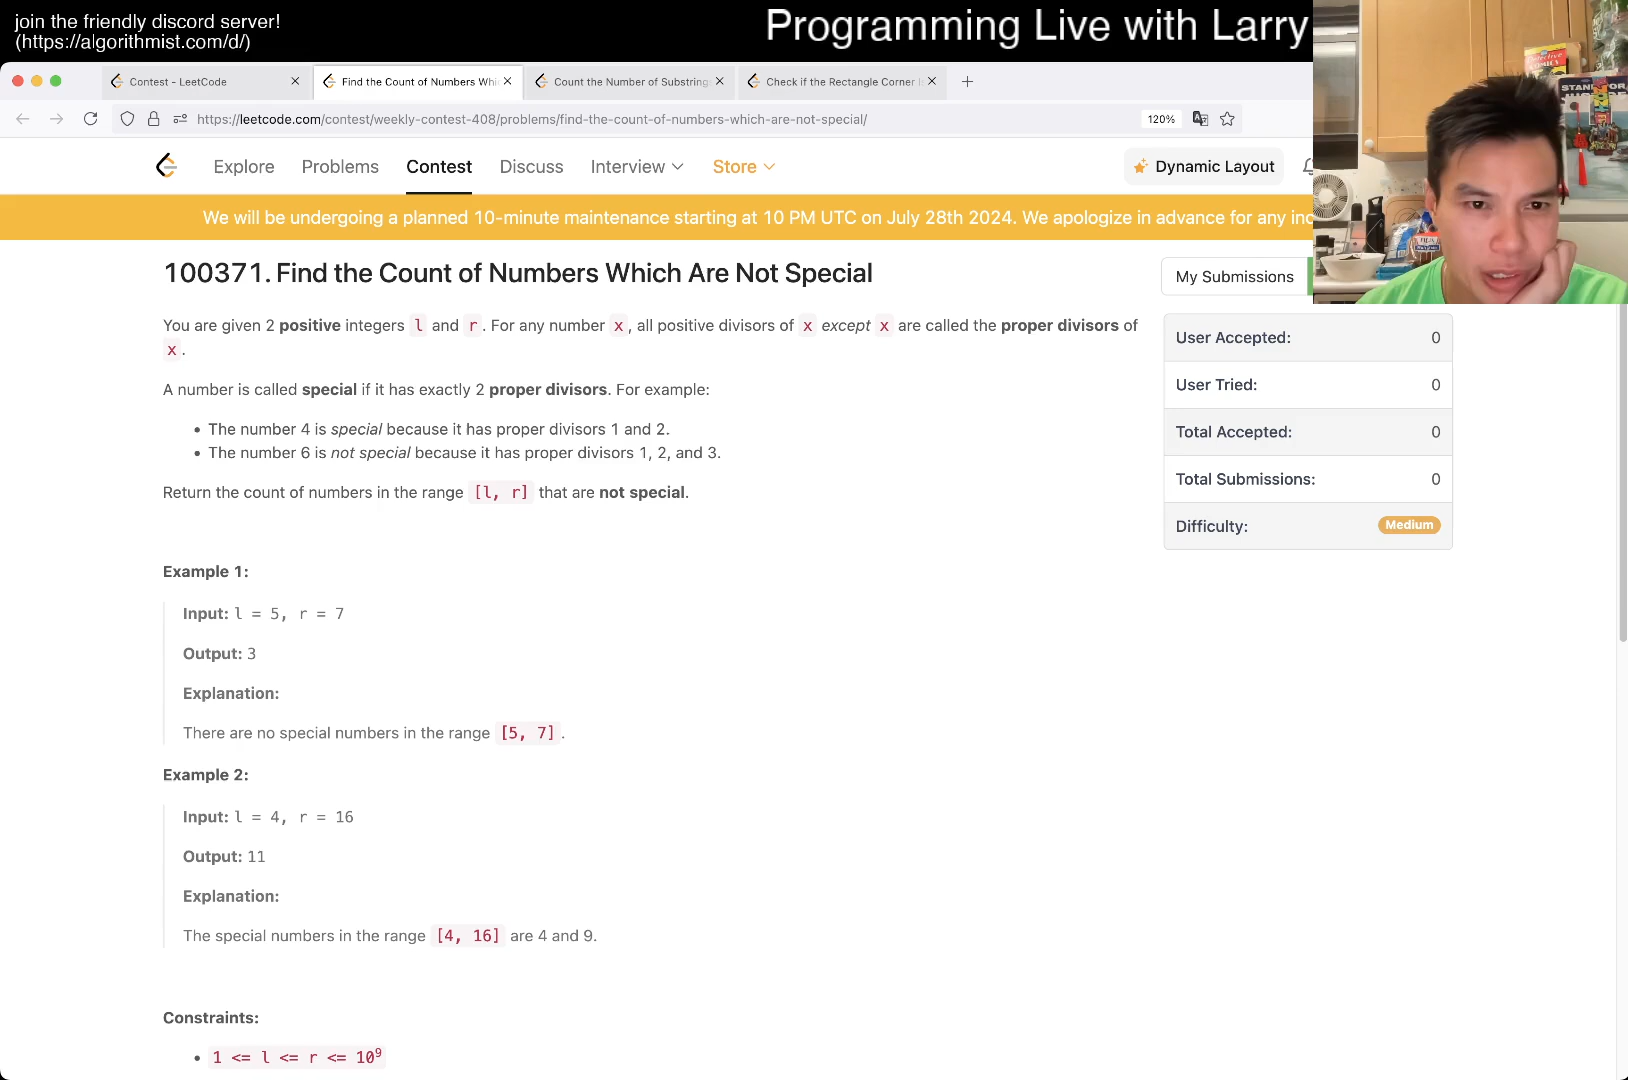 join the friendly discord server!
(https://algorithmist.com/d/)
Programming Live with Larry
Contest - LeetCode
Find the Count of Numbers Whi
Count the Number of Substring
Check if the Rectangle Corner I
https://leetcode.com/contest/weekly-contest-408/problems/find-the-count-of-numbers-which-are-not-special/
120%
Explore
Problems
Contest
Discuss
Interview
Store
Dynamic Layout
We will be undergoing a planned 10-minute maintenance starting at 10 PM UTC on July 28th 2024. We apologize in advance for any inc
100371. Find the Count of Numbers Which Are Not Special
My Submissions
You are given 2 positive integers l and r. For any number x, all positive divisors of x except x are called the proper divisors of
x.
A number is called special if it has exactly 2 proper divisors. For example:
• The number 4 is special because it has proper divisors 1 and 2.
• The number 6 is not special because it has proper divisors 1, 2, and 3.
Return the count of numbers in the range [l, r] that are not special.
User Accepted: 0
User Tried: 0
Total Accepted: 0
Total Submissions: 0
Difficulty: Medium
Example 1:
Input: l = 5, r = 7
Output: 3
Explanation:
There are no special numbers in the range [5, 7].
Example 2:
Input: l = 4, r = 16
Output: 11
Explanation:
The special numbers in the range [4, 16] are 4 and 9.
Constraints:
• 1 <= l <= r <= 10⁹